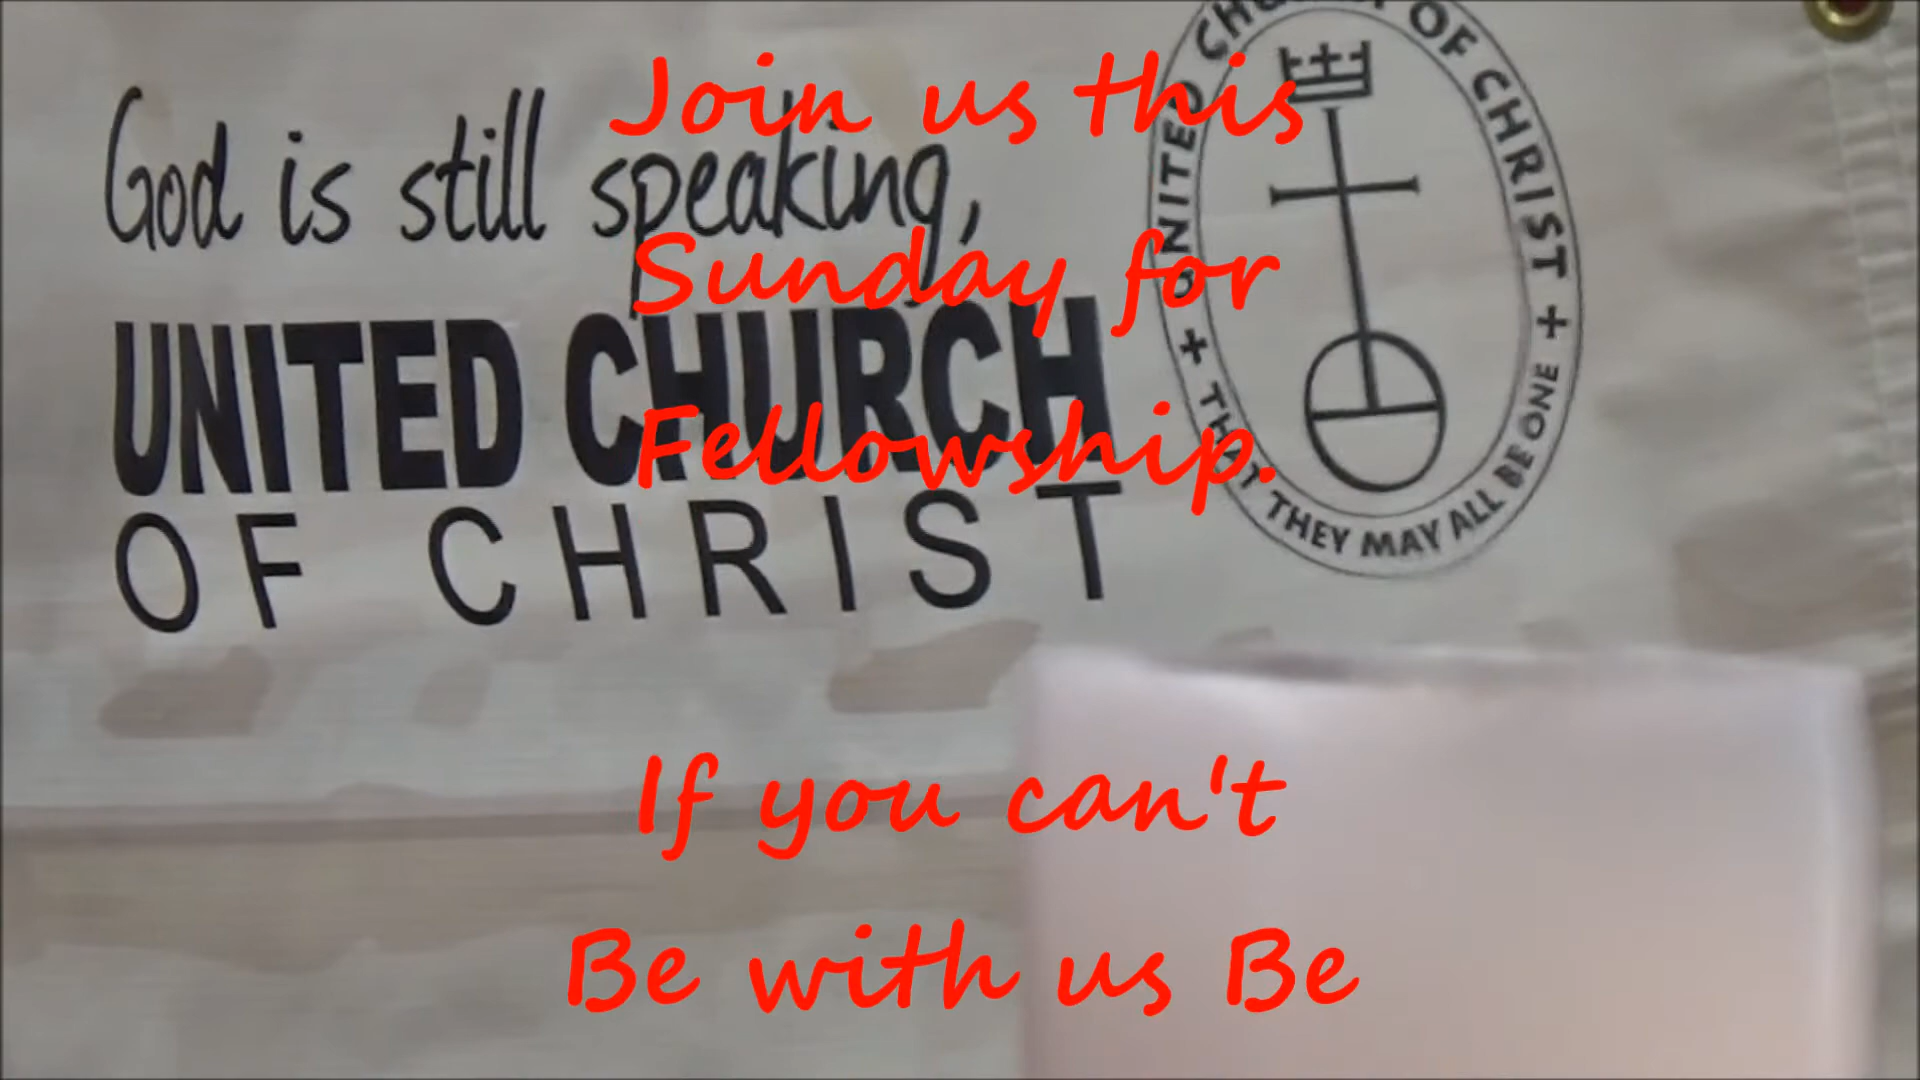 Join us this
Sunday for
Fellowship.
If you can't
Be with us Be
God is still speaking,
UNITED CHURCH
OF CHRIST
UNITED CHURCH OF CHRIST
THAT THEY MAY ALL BE ONE